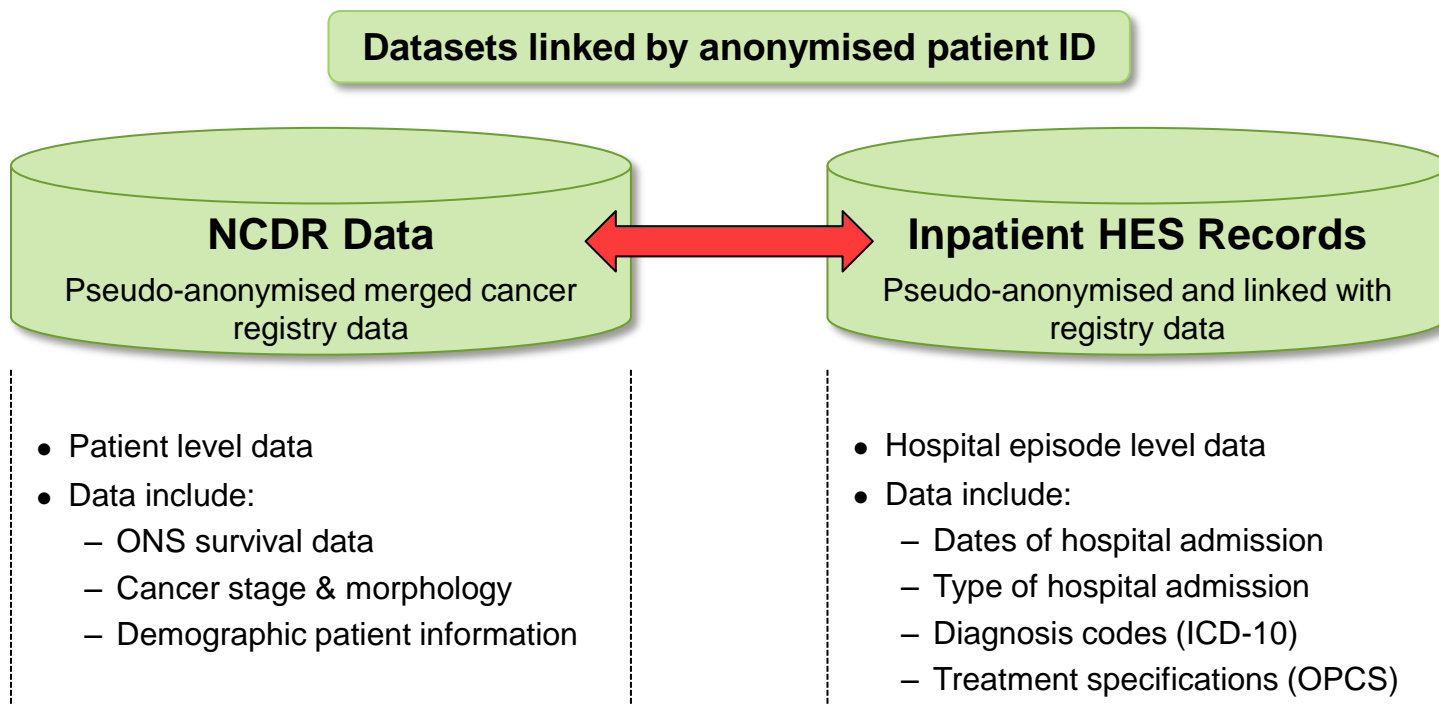 Datasets linked by anonymised patient ID
NCDR Data
Pseudo-anonymised merged cancer
registry data
Inpatient HES Records
Pseudo-anonymised and linked with
registry data
● Patient level data
● Data include:
– ONS survival data
– Cancer stage & morphology
– Demographic patient information
● Hospital episode level data
● Data include:
– Dates of hospital admission
– Type of hospital admission
– Diagnosis codes (ICD-10)
– Treatment specifications (OPCS)